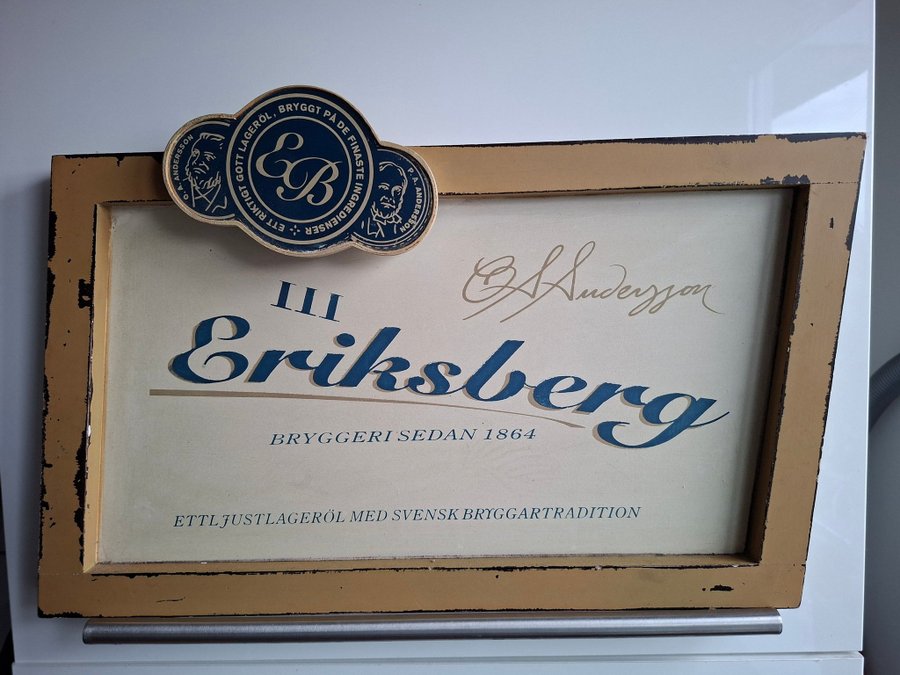 ETT RIKTIGT GOTT LAGERÖL, BRYGGT PÅ DE FINASTE INGREDIENSER
O. A. ANDERSSON
EB
P. A. ANDERSSON
O A Andersson
III
Eriksberg
BRYGGERI SEDAN 1864
ETT LJUST LAGERÖL MED SVENSK BRYGGARTRADITION